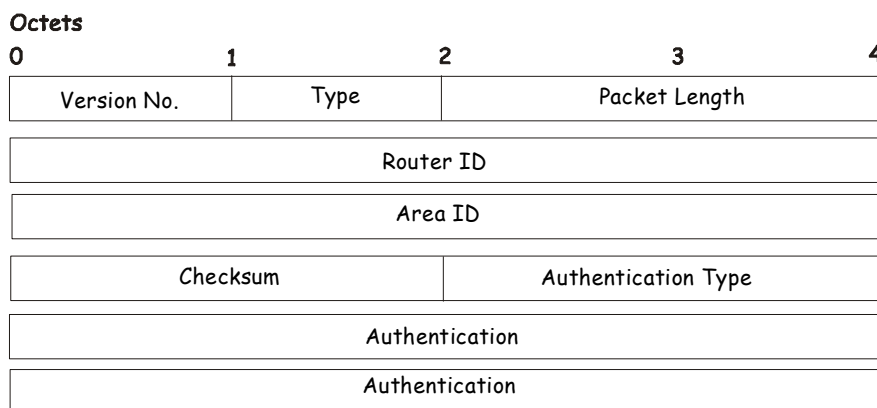 Octets
0 1 2 3 4
Version No. Type Packet Length
Router ID
Area ID
Checksum Authentication Type
Authentication
Authentication